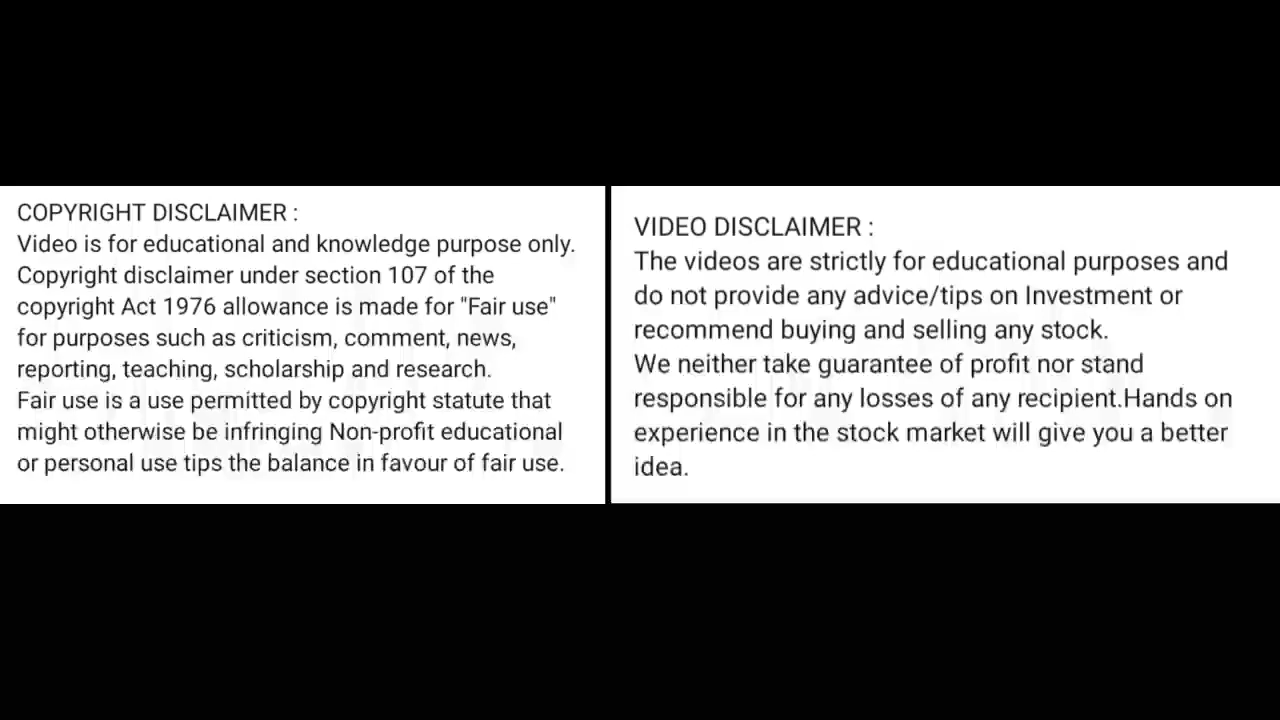 COPYRIGHT DISCLAIMER :
Video is for educational and knowledge purpose only.
Copyright disclaimer under section 107 of the
copyright Act 1976 allowance is made for "Fair use"
for purposes such as criticism, comment, news,
reporting, teaching, scholarship and research.
Fair use is a use permitted by copyright statute that
might otherwise be infringing Non-profit educational
or personal use tips the balance in favour of fair use.
VIDEO DISCLAIMER :
The videos are strictly for educational purposes and
do not provide any advice/tips on Investment or
recommend buying and selling any stock.
We neither take guarantee of profit nor stand
responsible for any losses of any recipient.Hands on
experience in the stock market will give you a better
idea.